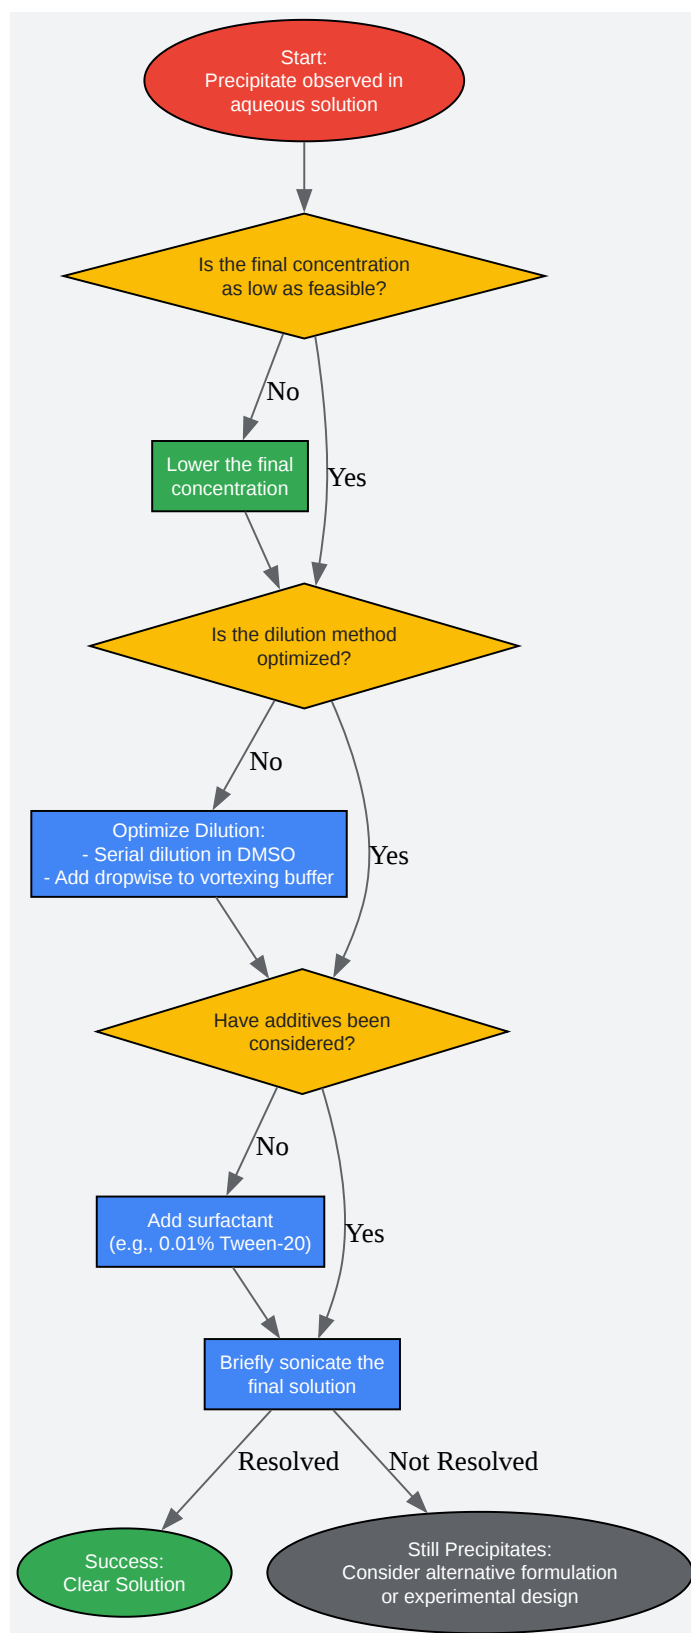 Start:
Precipitate observed in
aqueous solution
Is the final concentration
as low as feasible?
No
Lower the final
concentration
Yes
Is the dilution method
optimized?
No
Optimize Dilution:
- Serial dilution in DMSO
- Add dropwise to vortexing buffer
Yes
Have additives been
considered?
No
Add surfactant
(e.g., 0.01% Tween-20)
Yes
Briefly sonicate the
final solution
Resolved
Not Resolved
Success:
Clear Solution
Still Precipitates:
Consider alternative formulation
or experimental design